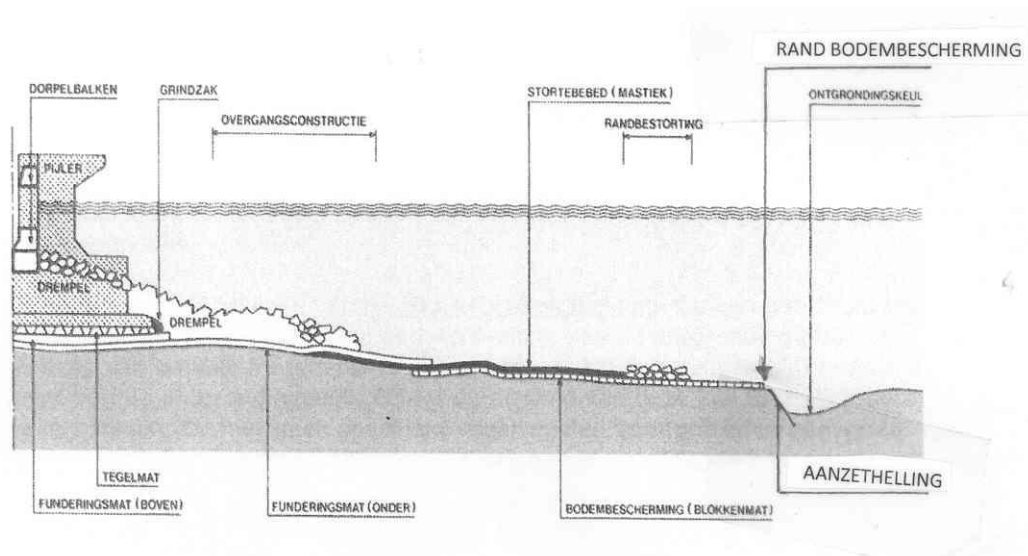 RAND BODEMBESCHERMING
DORPELBALKEN
GRINDZAK
STORTEBEBED (MASTIEK)
ONTGRONDINGSKEUL
OVERGANGSCONSTRUCTIE
RANDBESTORTING
PIJLER
DREMPEL
DREMPEL
TEGELMAT
AANZETHELLING
FUNDERINGSMAT (BOVEN)
FUNDERINGSMAT (ONDER)
BODEMBESCHERMING (BLOKKENMAT)